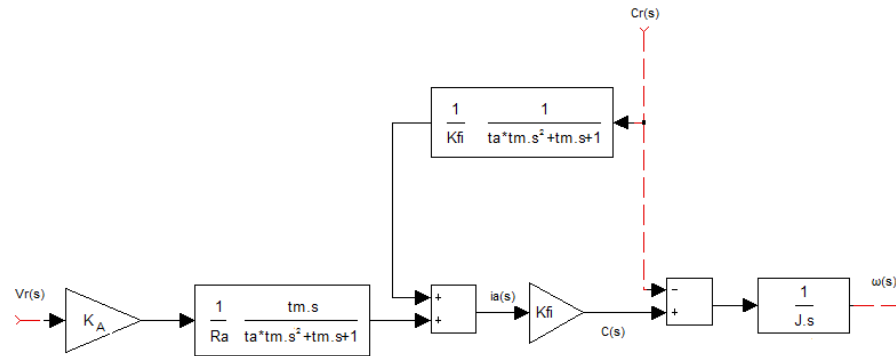 Cr(s)
1 1
Kfi ta*tm.s²+tm.s+1
Vr(s)
K A
1 tm.s
Ra ta*tm.s²+tm.s+1
+
+
ia(s)
Kfi
C(s)
−
+
1
J.s
ω(s)